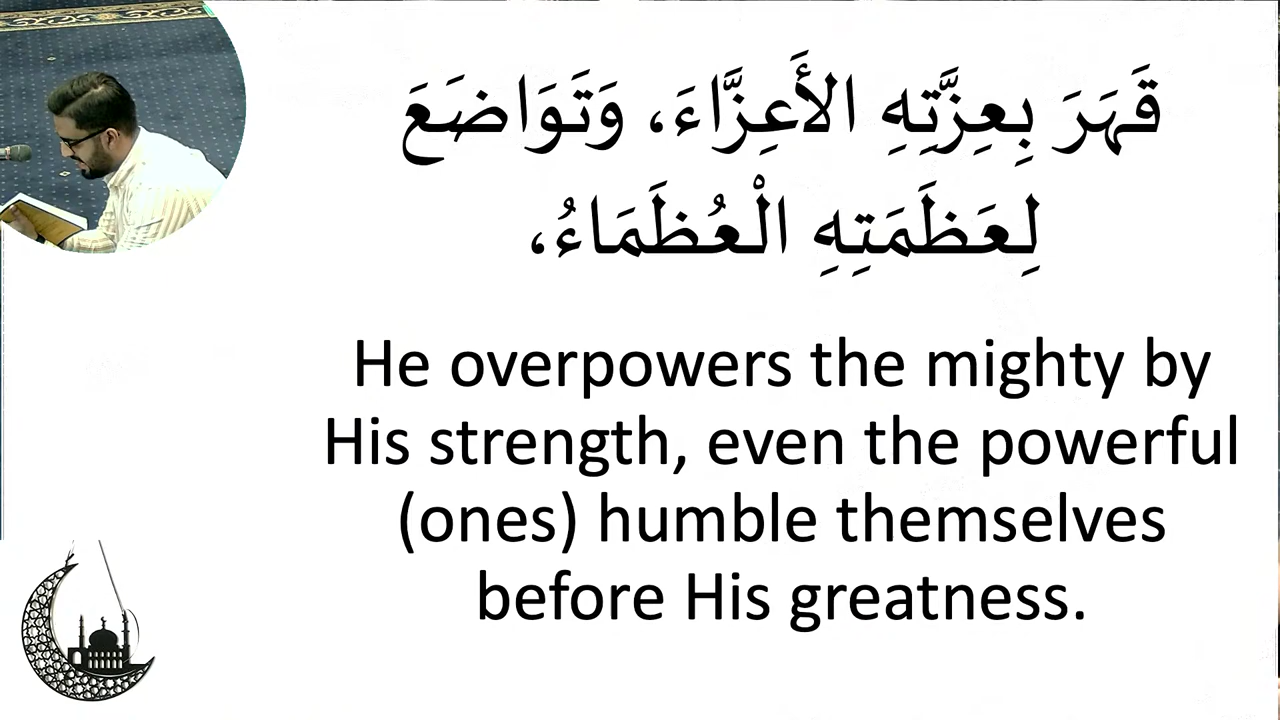 قَهَرَ بِعِزَّتِهِ الأَعِزَّاءَ، وَتَوَاضَعَ
لِعَظَمَتِهِ الْعُظَمَاءُ،
He overpowers the mighty by
His strength, even the powerful
(ones) humble themselves
before His greatness.